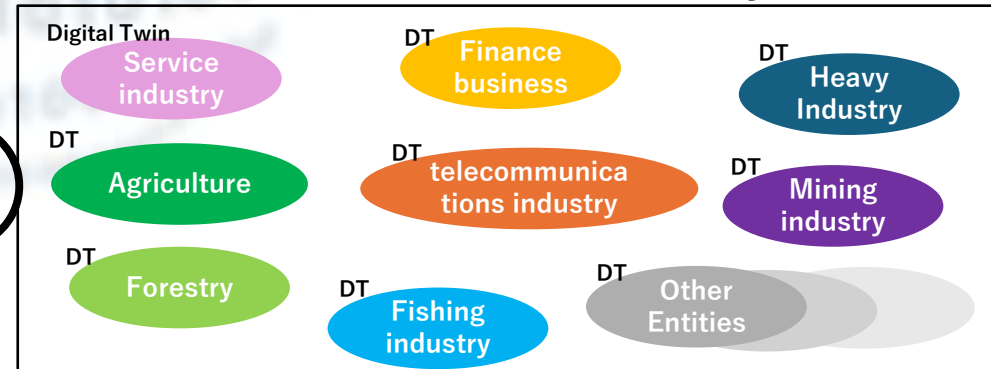 Digital Twin
Service
industry
DT
Finance
business
DT
Heavy
Industry
DT
Agriculture
DT
telecommunica
tions industry
DT
Mining
industry
DT
Forestry
DT
Fishing
industry
DT
Other
Entities